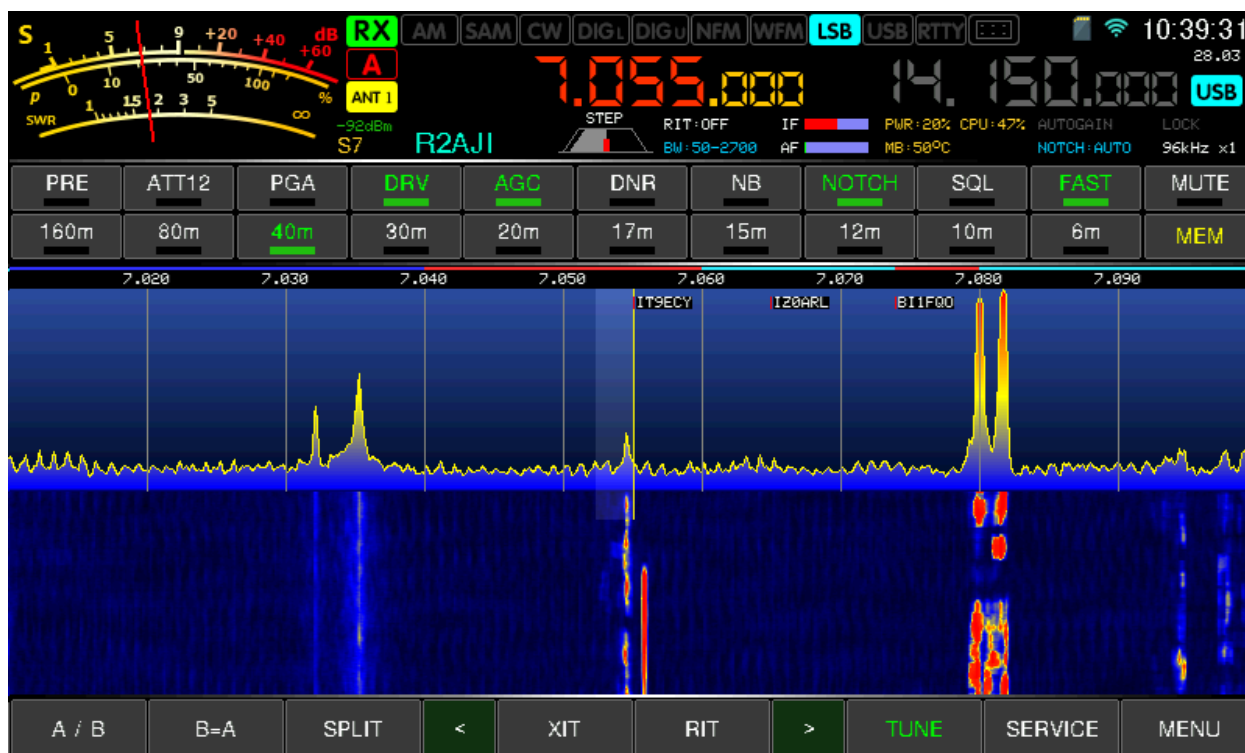 S 1 5 9 +20 +40 +60 dB RX AM SAM CW DIGL DIGU NFM WFM LSB USB RTTY 10:39:31
28.03
P 0 10 50 100 % A 7.055.000 14.150.000 USB
SWR 1 1.5 2 3 5 ∞ ANT 1
-92dBm STEP RIT:OFF IF PWR:20% CPU:47% AUTOGAIN LOCK
S7 R2AJI BW:50-2700 AF MB:50ºC NOTCH:AUTO 96kHz x1
PRE ATT12 PGA DRV AGC DNR NB NOTCH SQL FAST MUTE
160m 80m 40m 30m 20m 17m 15m 12m 10m 6m MEM
7.020 7.030 7.040 7.050 7.060 7.070 7.080 7.090
IT9ECY IZ0ARL BI1FQO
A / B B=A SPLIT < XIT RIT > TUNE SERVICE MENU